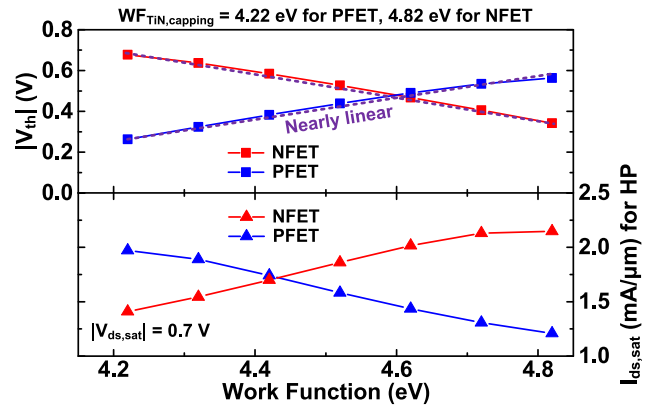 WF_TiN,capping = 4.22 eV for PFET, 4.82 eV for NFET
|V_th| (V)
0.8
0.6
0.4
0.2
0.0
Nearly linear
NFET
PFET
NFET
PFET
|V_ds,sat| = 0.7 V
2.5
2.0
1.5
1.0
I_ds,sat (mA/μm) for HP
4.2 4.4 4.6 4.8
Work Function (eV)